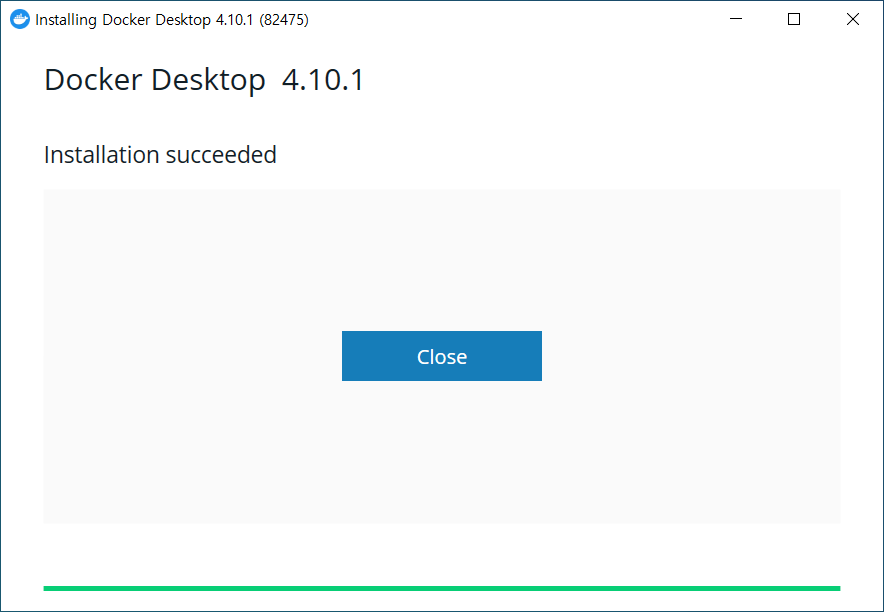 Installing Docker Desktop 4.10.1 (82475)
Docker Desktop 4.10.1
Installation succeeded
Close